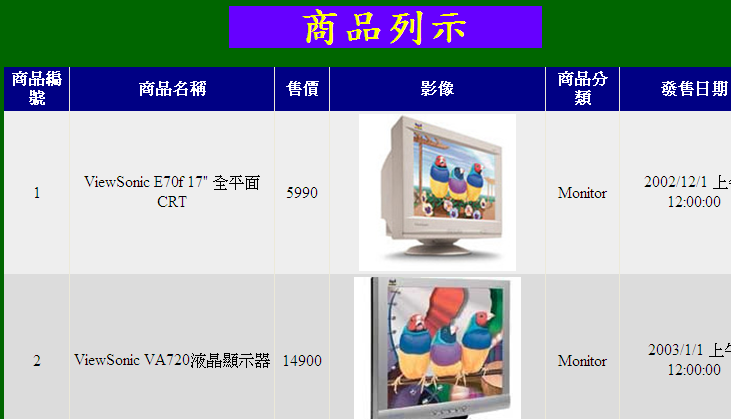 商品列示
商品編號 商品名稱 售價 影像 商品分類 發售日期
1 ViewSonic E70f 17" 全平面 CRT 5990 Monitor 2002/12/1 上午 12:00:00
2 ViewSonic VA720液晶顯示器 14900 Monitor 2003/1/1 上午 12:00:00